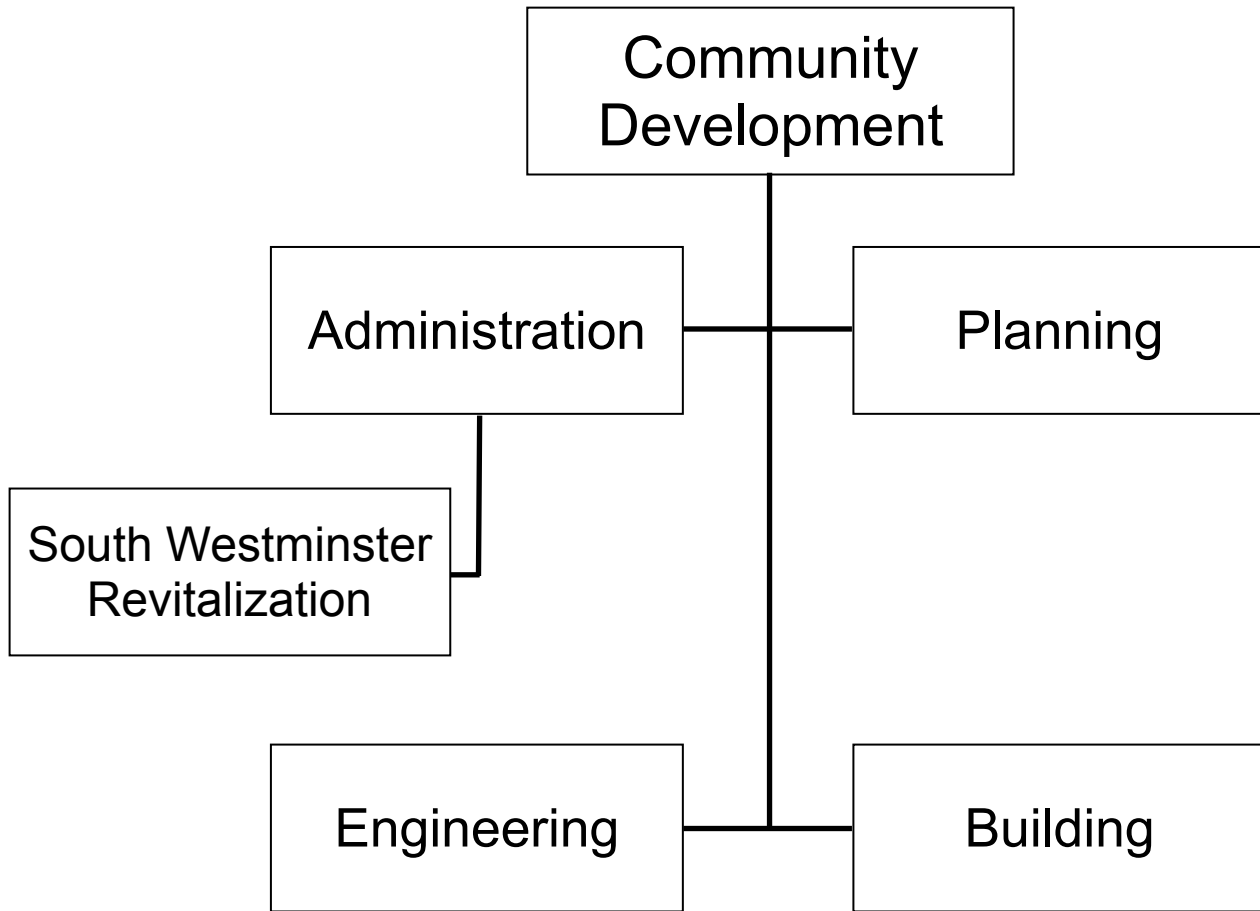 Community
Development
Administration
Planning
South Westminster
Revitalization
Engineering
Building